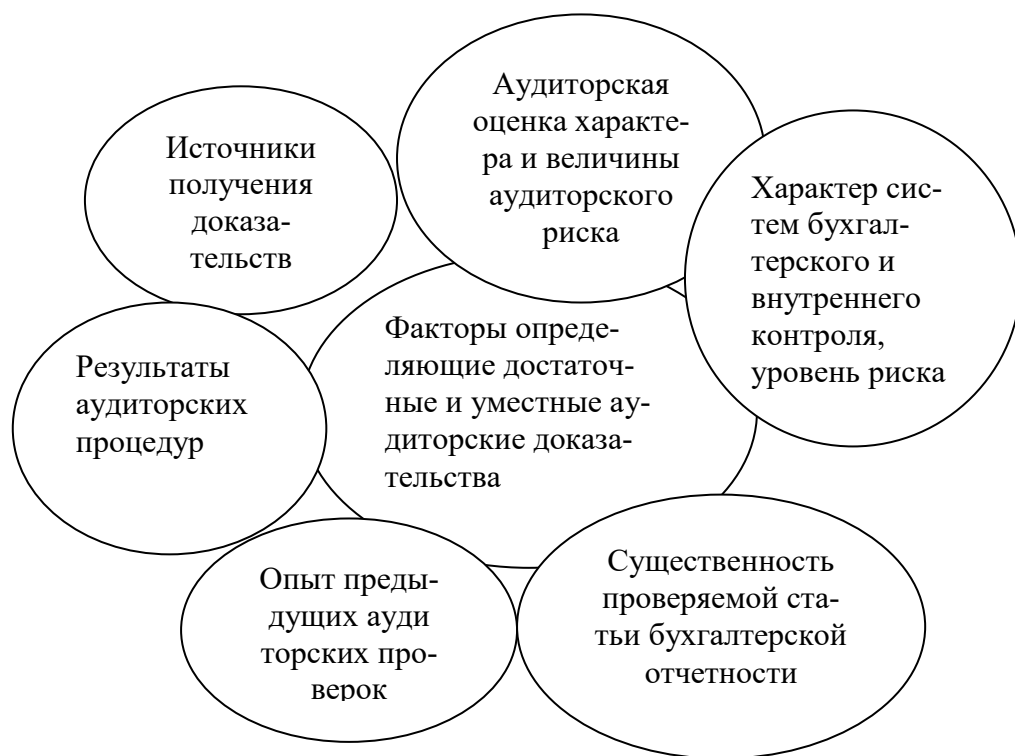 Аудиторская
оценка характе-
ра и величины
аудиторского
риска
Источники
получения
доказа-
тельств
Характер сис-
тем бухгал-
терского и
внутреннего
контроля,
уровень риска
Факторы опреде-
ляющие достаточ-
ные и уместные ау-
диторские доказа-
тельства
Результаты
аудиторских
процедур
Опыт преды-
дущих ауди
торских про-
верок
Существенность
проверяемой ста-
тьи бухгалтерской
отчетности